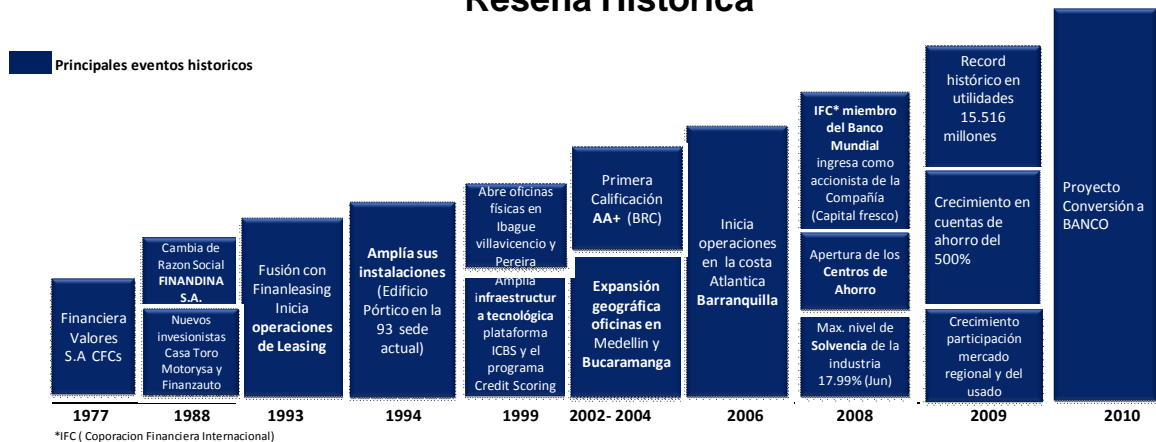 Reseña Histórica
Principales eventos historicos
Financiera
Valores
S.A CFCs
1977
Cambia de
Razon Social
FINANDINA
S.A.
Nuevos
invesionistas
Casa Toro
Motorysa y
Finanzauto
1988
Fusión con
Finanleasing
Inicia
operaciones
de Leasing
1993
Amplía sus
instalaciones
(Edificio
Pórtico en la
93 sede
actual)
1994
Abre oficinas
físicas en
Ibague
villavicencio y
Pereira
Amplia
infraestructur
a tecnológica
plataforma
ICBS y el
programa
Credit Scoring
1999
Primera
Calificación
AA+ (BRC)
Expansión
geográfica
oficinas en
Medellin y
Bucaramanga
2002- 2004
Inicia
operaciones
en la costa
Atlantica
Barranquilla
2006
IFC* miembro
del Banco
Mundial
ingresa como
accionista de la
Compañía
(Capital fresco)
Apertura de los
Centros de
Ahorro
Max. nivel de
Solvencia de la
industria
17.99% (Jun)
2008
Record
histórico en
utilidades
15.516
millones
Crecimiento en
cuentas de
ahorro del
500%
Crecimiento
participación
mercado
regional y del
usado
2009
Proyecto
Conversión a
BANCO
2010
*IFC ( Coporacion Financiera Internacional)